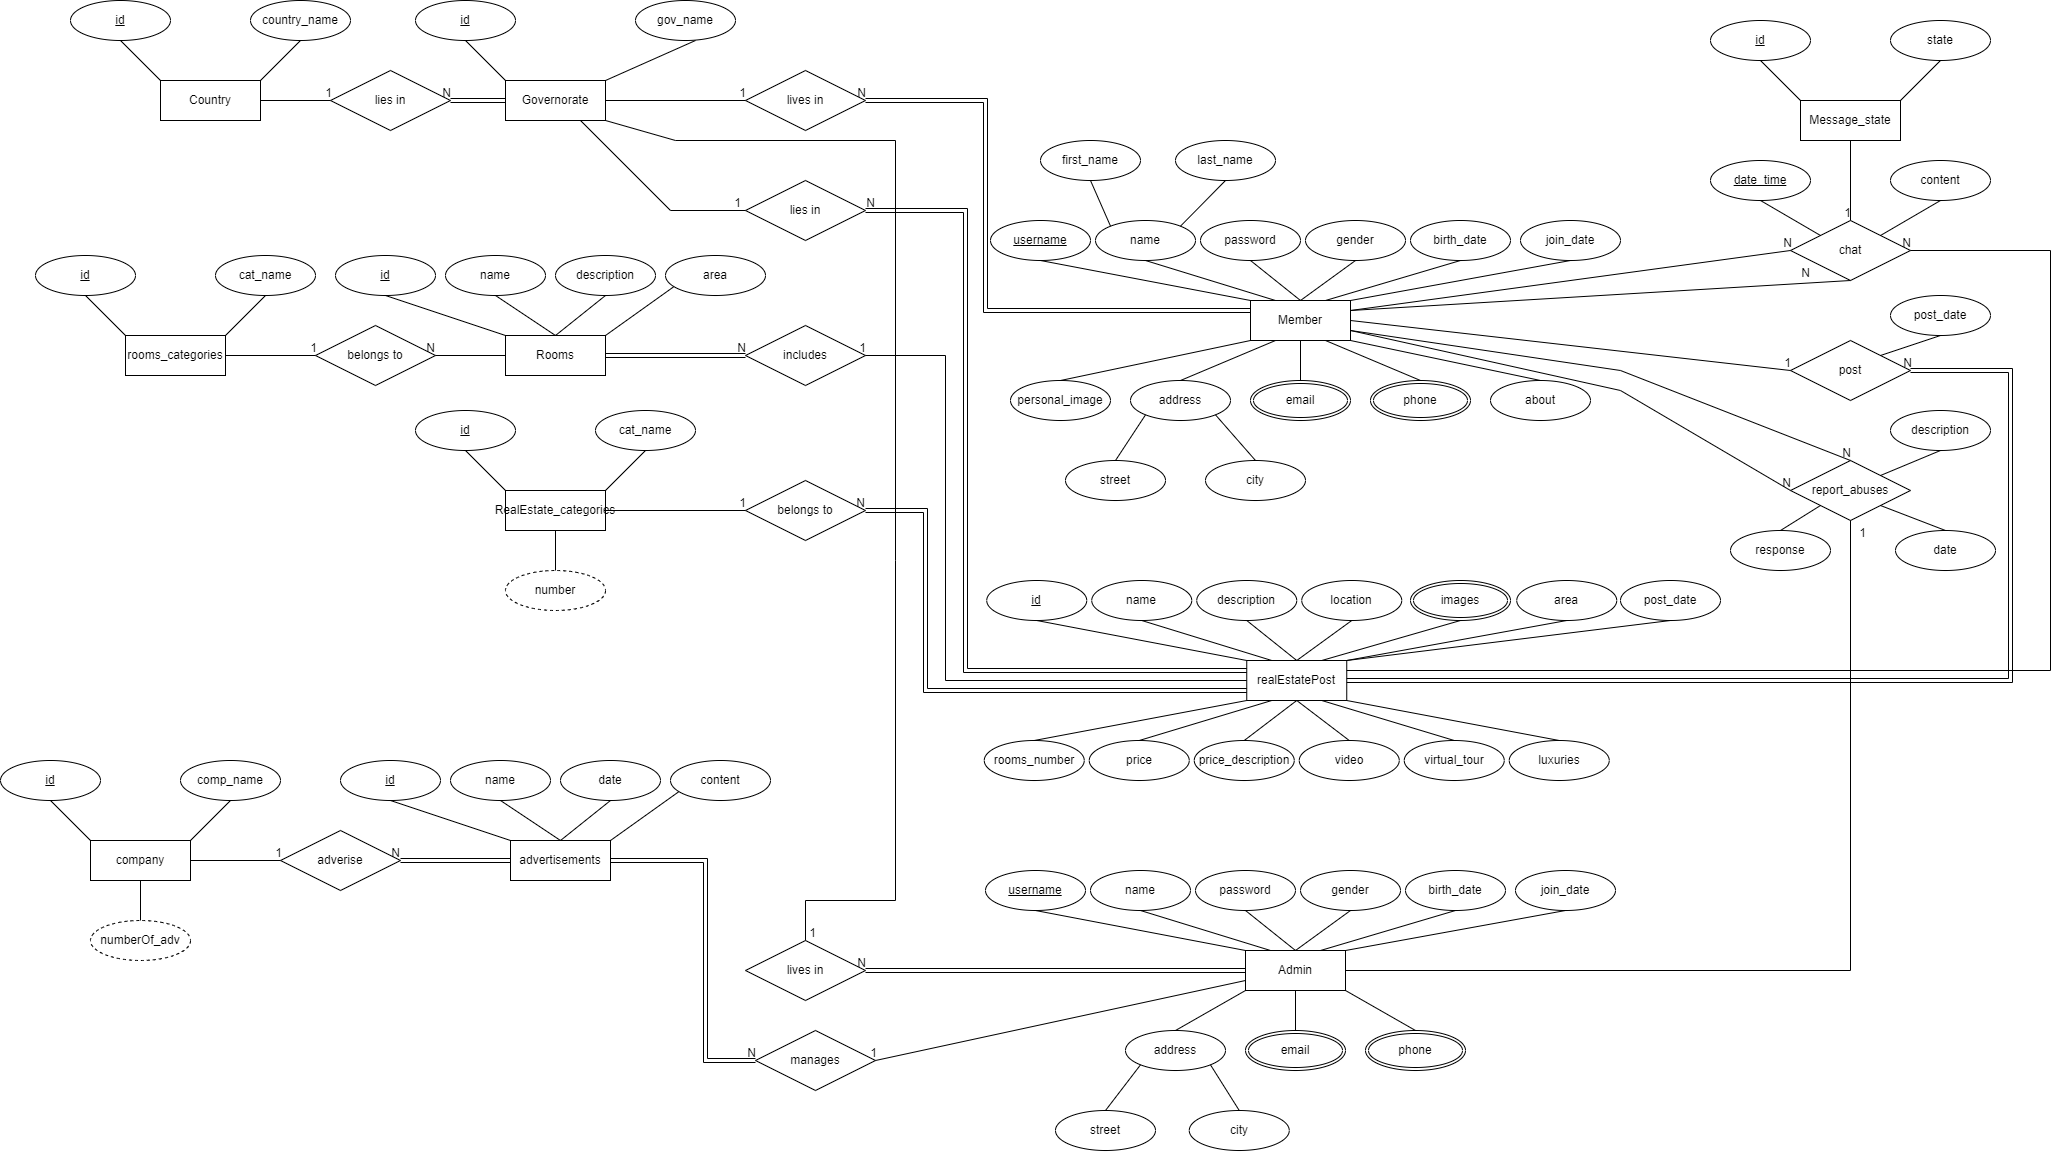 id
country_name
id
gov_name
Country
1
lies in
N
Governorate
1
lives in
N
id
state
Message_state
first_name
last_name
date_time
content
1
lies in
N
1
username
name
password
gender
birth_date
join_date
N
chat
N
N
id
cat_name
id
name
description
area
Member
rooms_categories
1
belongs to
N
Rooms
N
includes
1
post_date
1
post
N
personal_image
address
email
phone
about
id
cat_name
street
city
description
N
N
report_abuses
1
RealEstate_categories
1
belongs to
N
response
date
number
id
name
description
location
images
area
post_date
realEstatePost
rooms_number
price
price_description
video
virtual_tour
luxuries
id
comp_name
id
name
date
content
company
1
adverise
N
advertisements
numberOf_adv
username
name
password
gender
birth_date
join_date
1
lives in
N
Admin
N
manages
1
address
email
phone
street
city